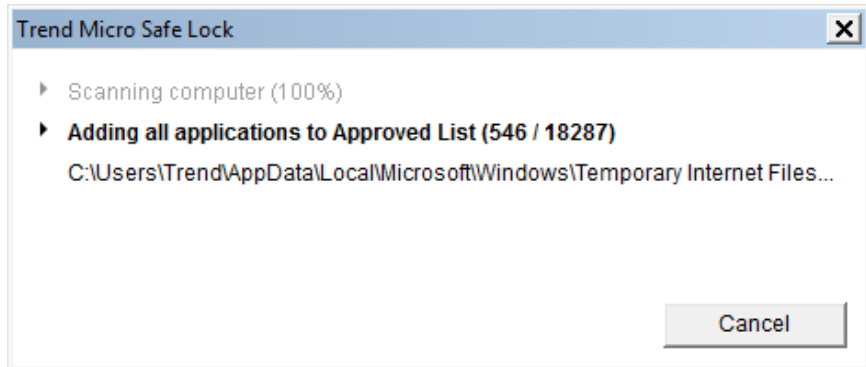 Trend Micro Safe Lock
Scanning computer (100%)
Adding all applications to Approved List (546 / 18287)
C:\Users\Trend\AppData\Local\Microsoft\Windows\Temporary Internet Files...
Cancel